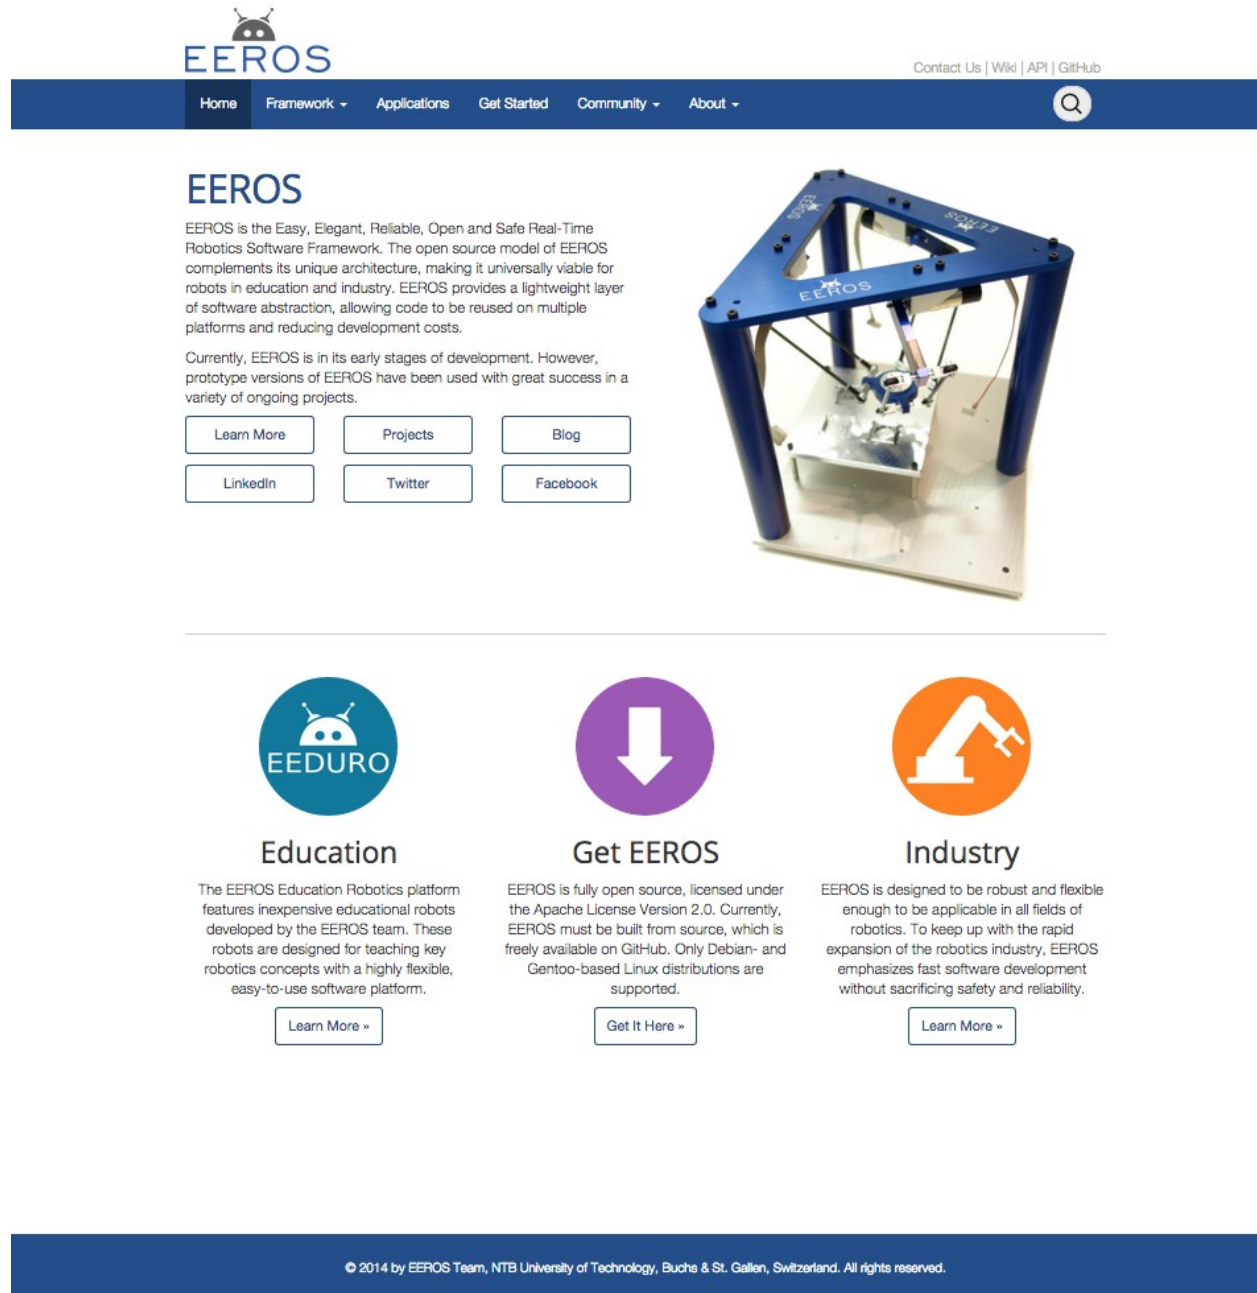 EEROS
Contact Us | Wiki | API | GitHub
Home Framework Applications Get Started Community About
EEROS
EEROS is the Easy, Elegant, Reliable, Open and Safe Real-Time
Robotics Software Framework. The open source model of EEROS
complements its unique architecture, making it universally viable for
robots in education and industry. EEROS provides a lightweight layer
of software abstraction, allowing code to be reused on multiple
platforms and reducing development costs.
Currently, EEROS is in its early stages of development. However,
prototype versions of EEROS have been used with great success in a
variety of ongoing projects.
Learn More Projects Blog
LinkedIn Twitter Facebook
EEROS
EEROS
EEROS
EEDURO
Education
The EEROS Education Robotics platform
features inexpensive educational robots
developed by the EEROS team. These
robots are designed for teaching key
robotics concepts with a highly flexible,
easy-to-use software platform.
Learn More »
Get EEROS
EEROS is fully open source, licensed under
the Apache License Version 2.0. Currently,
EEROS must be built from source, which is
freely available on GitHub. Only Debian- and
Gentoo-based Linux distributions are
supported.
Get It Here »
Industry
EEROS is designed to be robust and flexible
enough to be applicable in all fields of
robotics. To keep up with the rapid
expansion of the robotics industry, EEROS
emphasizes fast software development
without sacrificing safety and reliability.
Learn More »
© 2014 by EEROS Team, NTB University of Technology, Buchs & St. Gallen, Switzerland. All rights reserved.